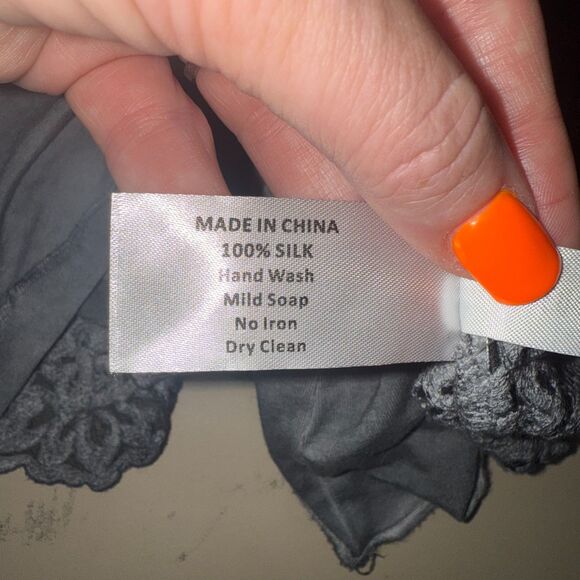 MADE IN CHINA
100% SILK
Hand Wash
Mild Soap
No Iron
Dry Clean